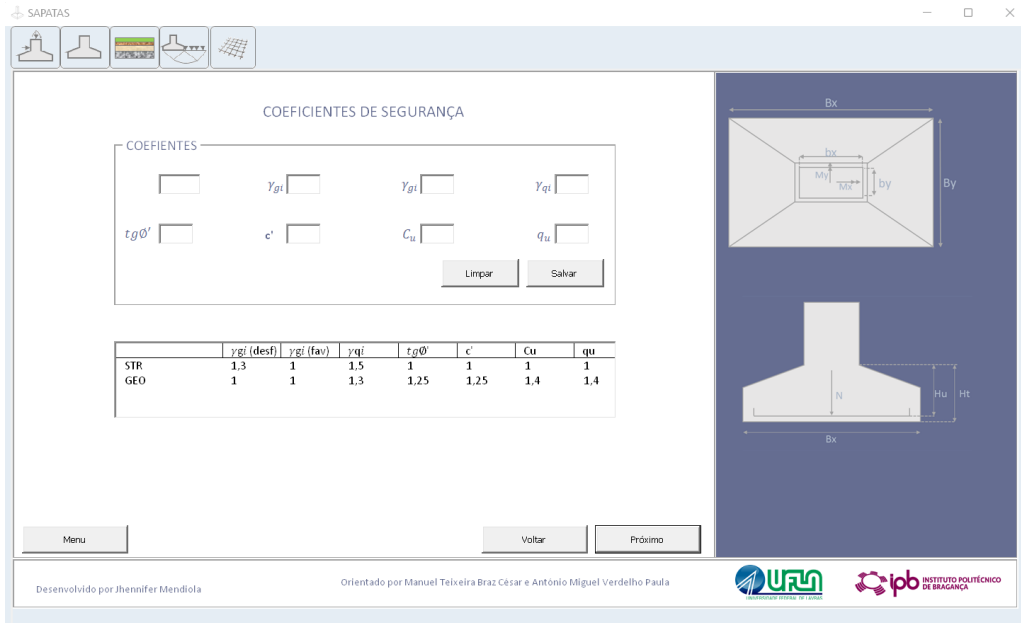 SAPATAS
COEFICIENTES DE SEGURANÇA
COEFIENTES
γgi γgi γqi
tgØ' c' Cu qu
Limpar Salvar
γgi (desf) γgi (fav) γqi tgØ' c' Cu qu
STR 1,3 1 1,5 1 1 1 1
GEO 1 1 1,3 1,25 1,25 1,4 1,4
Menu Voltar Próximo
Bx
bx
My
Mx
by
By
N
Hu
Ht
Bx
Desenvolvido por Jhennifer Mendiola
Orientado por Manuel Teixeira Braz César e António Miguel Verdelho Paula
UFLA
UNIVERSIDADE FEDERAL DE LAVRAS
ipb INSTITUTO POLITÉCNICO
DE BRAGANÇA